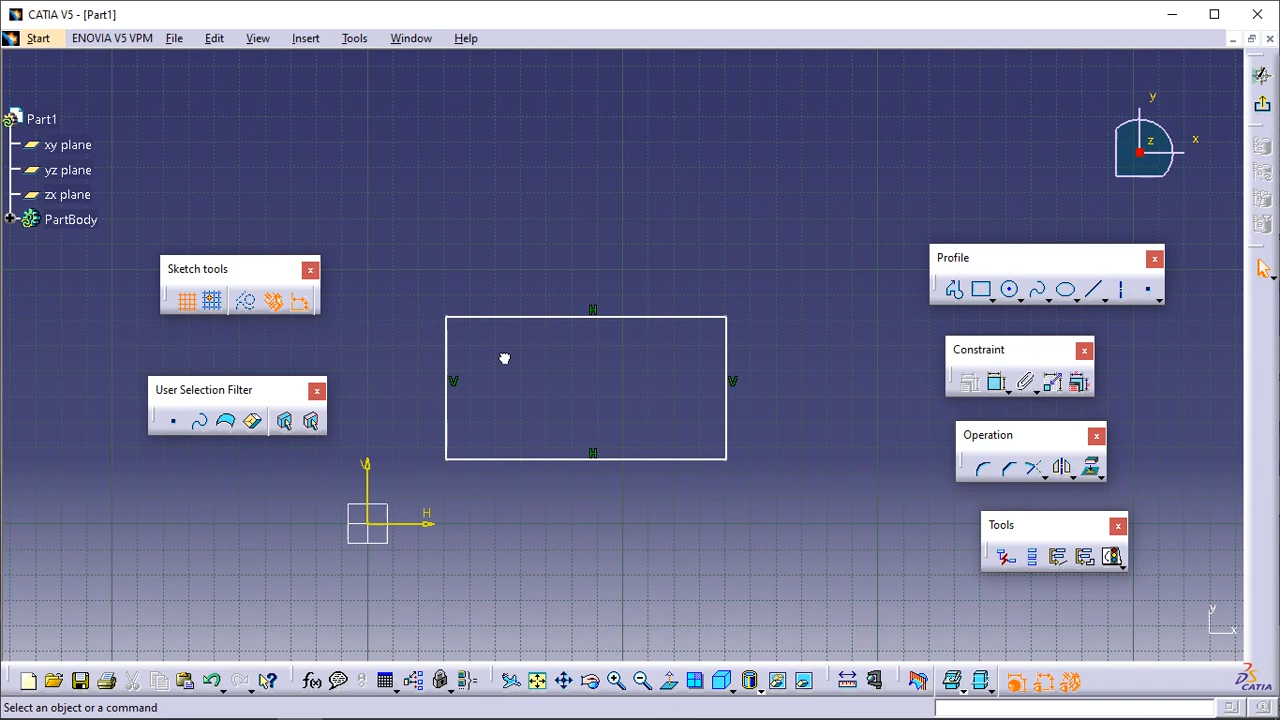 CATIA V5 - [Part1]
Start ENOVIA V5 VPM File Edit View Insert Tools Window Help
y
x
z
Part1
xy plane
yz plane
zx plane
PartBody
Sketch tools
Profile
H
V
V
H
User Selection Filter
Constraint
Operation
V
H
Tools
y
x
f(x)
CATIA
Select an object or a command